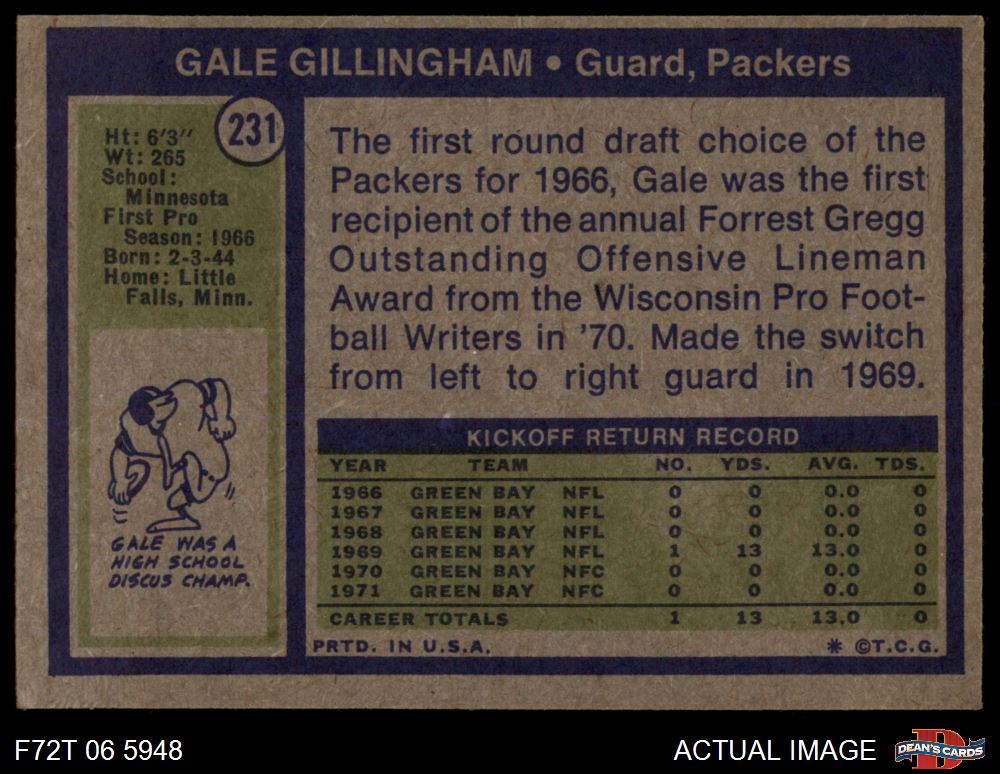 GALE GILLINGHAM • Guard, Packers
231
Ht: 6'3"
Wt: 265
School:
Minnesota
First Pro
Season: 1966
Born: 2-3-44
Home: Little
Falls, Minn.
The first round draft choice of the
Packers for 1966, Gale was the first
recipient of the annual Forrest Gregg
Outstanding Offensive Lineman
Award from the Wisconsin Pro Foot-
ball Writers in '70. Made the switch
from left to right guard in 1969.
GALE WAS A
HIGH SCHOOL
DISCUS CHAMP.
KICKOFF RETURN RECORD
YEAR TEAM NO. YDS. AVG. TDS.
1966 GREEN BAY NFL 0 0 0.0 0
1967 GREEN BAY NFL 0 0 0.0 0
1968 GREEN BAY NFL 0 0 0.0 0
1969 GREEN BAY NFL 1 13 13.0 0
1970 GREEN BAY NFC 0 0 0.0 0
1971 GREEN BAY NFC 0 0 0.0 0
CAREER TOTALS 1 13 13.0 0
PRTD. IN U.S.A. * ©T.C.G.
F72T 06 5948 ACTUAL IMAGE
D
DEAN'S CARDS